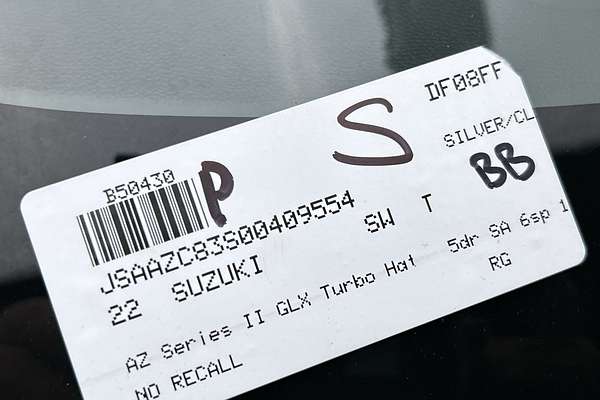 DF08FF
S
B50430 P
SILVER/CL
BB
JSAAZC83S00409554
22 SUZUKI SW T
AZ Series II GLX Turbo Hat 5dr SA 6sp 1
NO RECALL RG